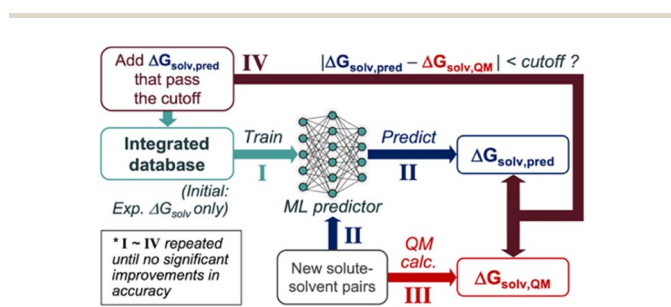 Add ΔGsolv,pred
that pass
the cutoff
IV
|ΔGsolv,pred − ΔGsolv,QM| < cutoff ?
Integrated
database
Train
I
Predict
II
ΔGsolv,pred
(Initial:
Exp. ΔGsolv only)
ML predictor
* I ~ IV repeated
until no significant
improvements in
accuracy
II
New solute-
solvent pairs
QM
calc.
III
ΔGsolv,QM